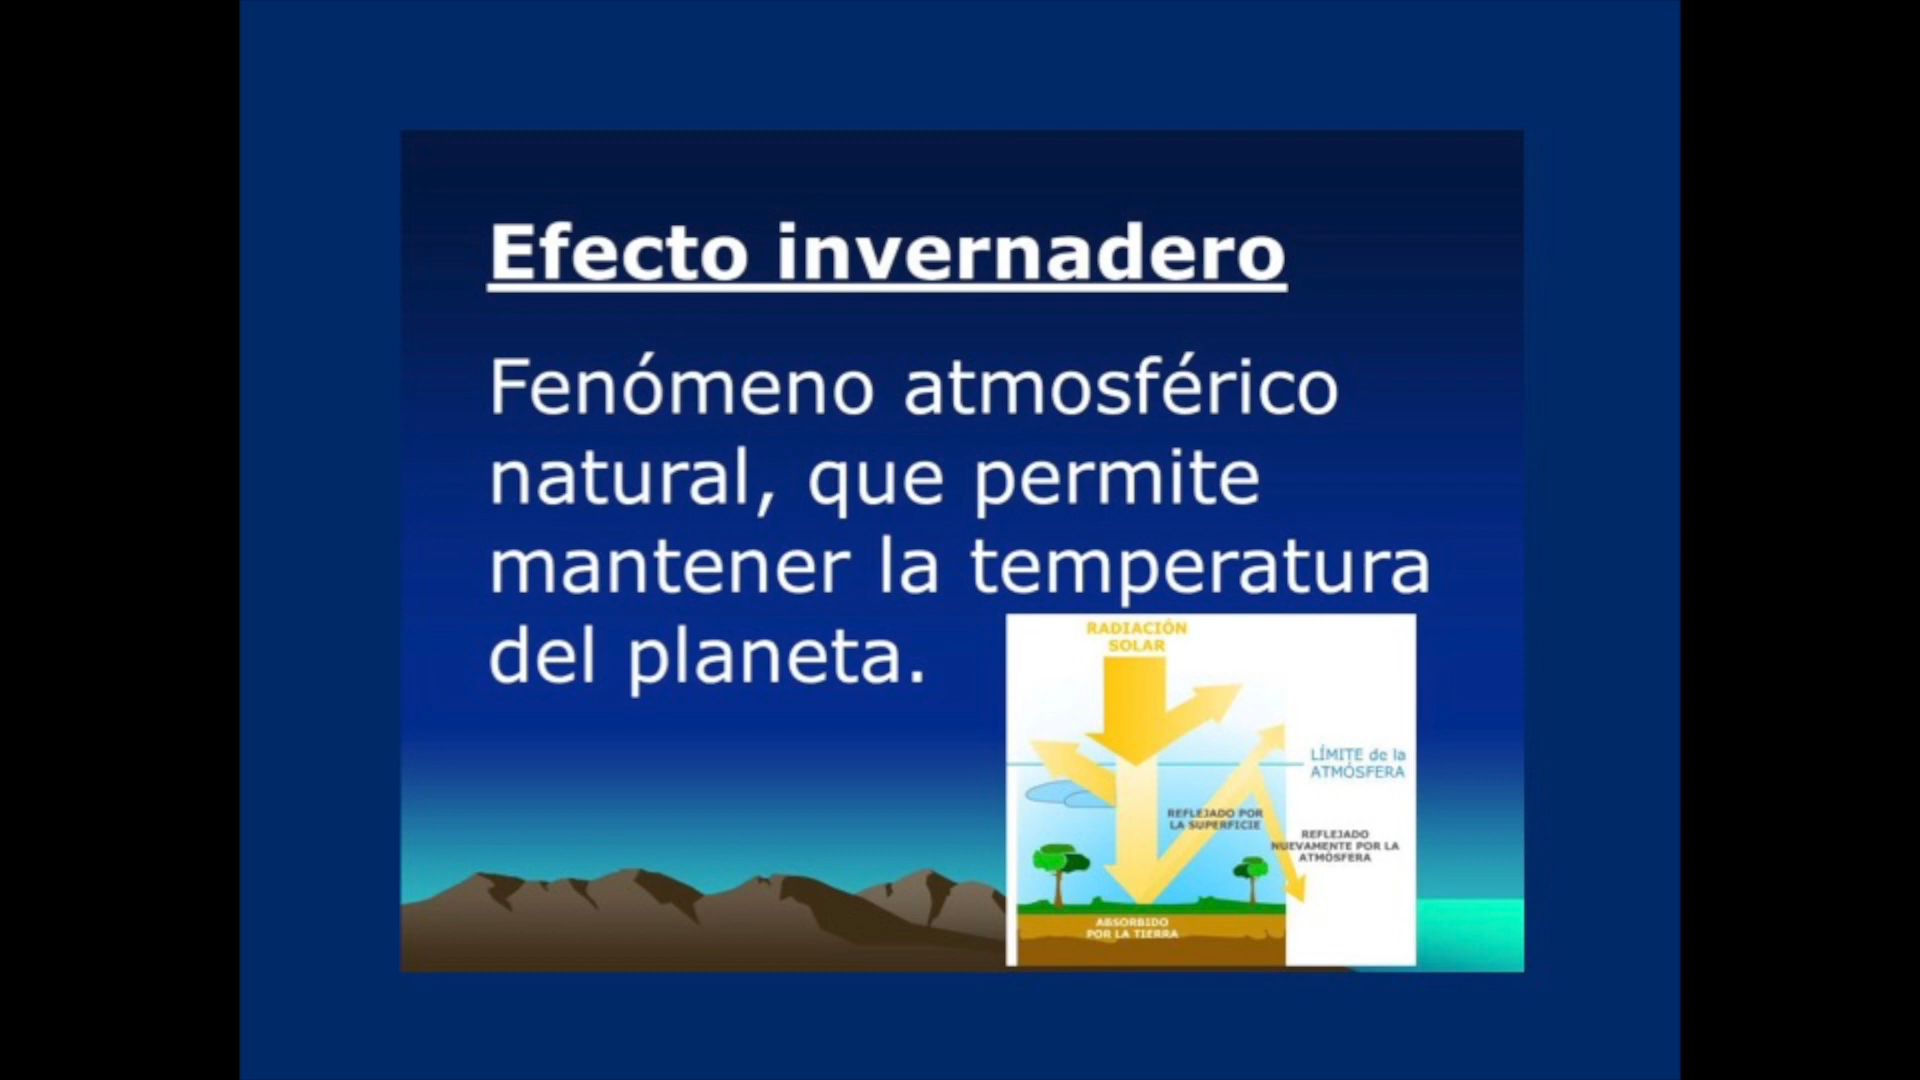 Efecto invernadero
Fenómeno atmosférico
natural, que permite
mantener la temperatura
del planeta.
RADIACIÓN
SOLAR
LÍMITE de la
ATMÓSFERA
REFLEJADO POR
LA SUPERFICIE
REFLEJADO
NUEVAMENTE POR LA
ATMÓSFERA
ABSORBIDO
POR LA TIERRA